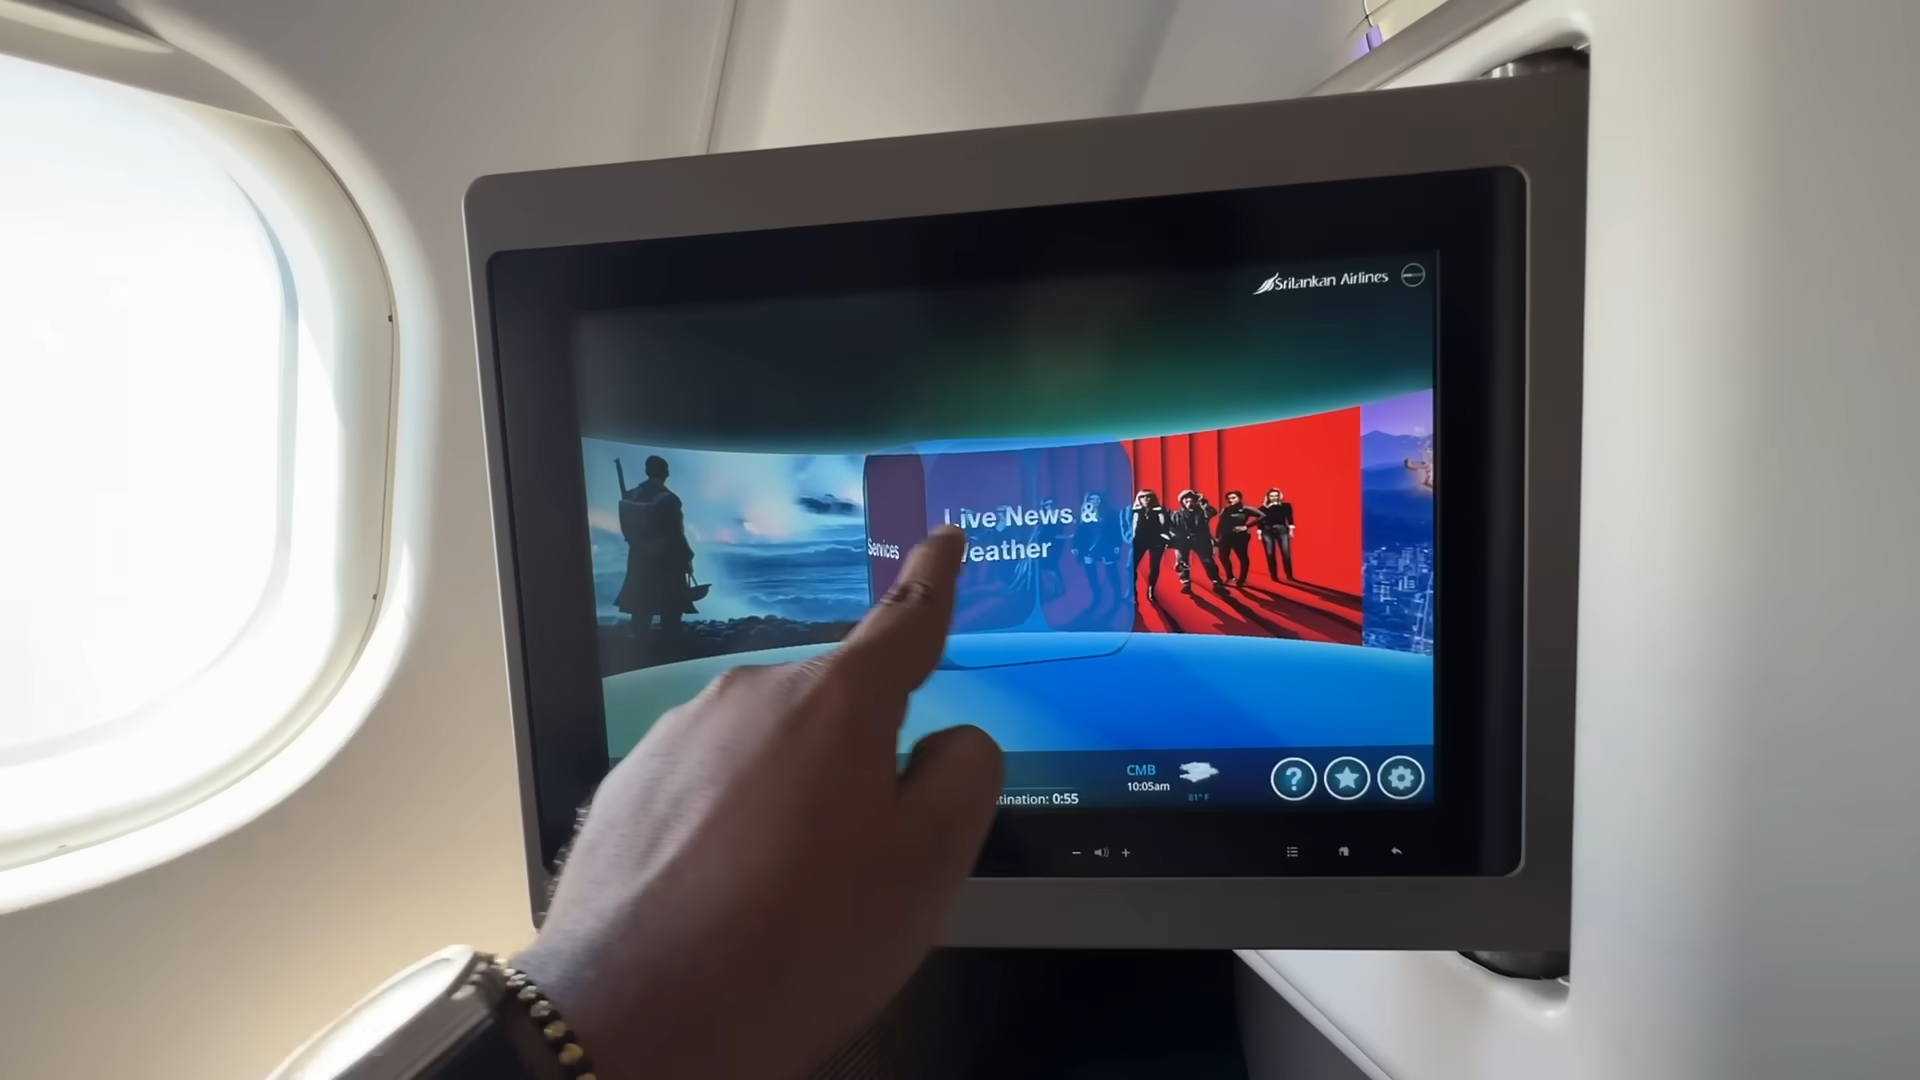 SriLankan Airlines
Live News &
Weather
Services
CMB
10:05am
81° F
tination: 0:55